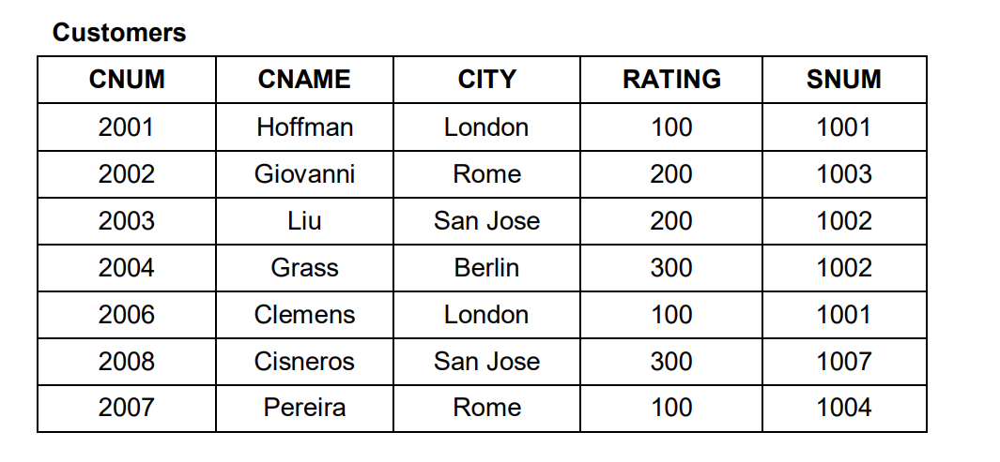 Customers
CNUM CNAME CITY RATING SNUM
2001 Hoffman London 100 1001
2002 Giovanni Rome 200 1003
2003 Liu San Jose 200 1002
2004 Grass Berlin 300 1002
2006 Clemens London 100 1001
2008 Cisneros San Jose 300 1007
2007 Pereira Rome 100 1004